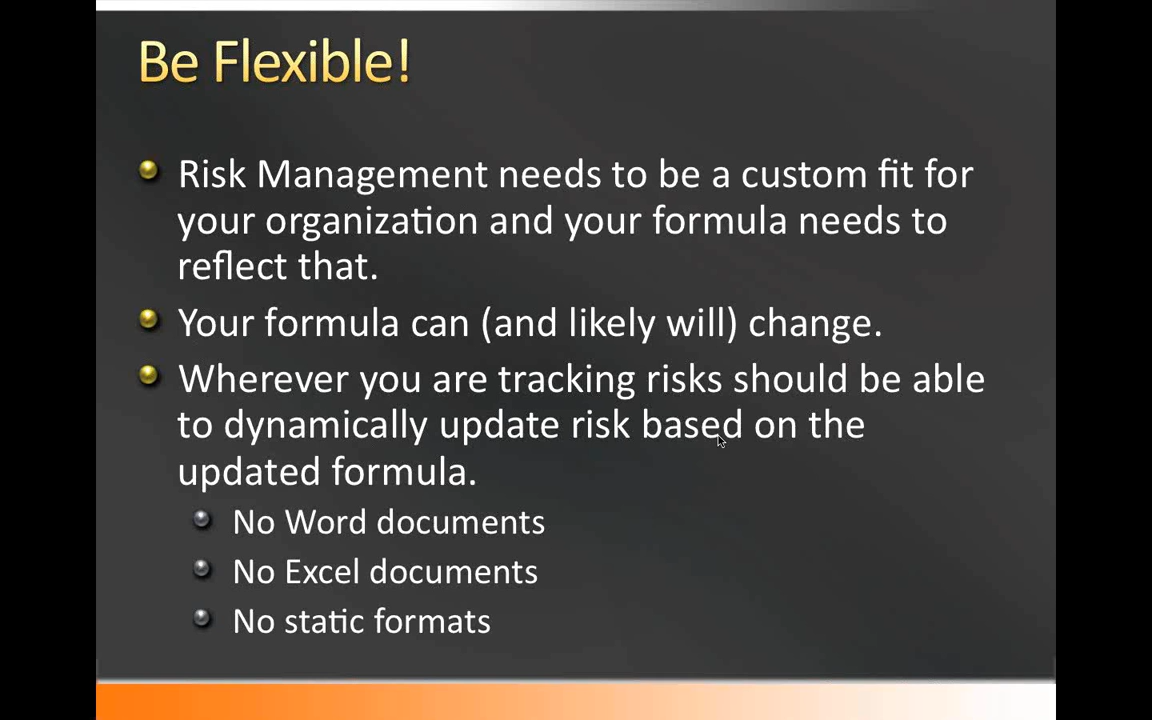 Be Flexible!
Risk Management needs to be a custom fit for
your organization and your formula needs to
reflect that.
Your formula can (and likely will) change.
Wherever you are tracking risks should be able
to dynamically update risk based on the
updated formula.
No Word documents
No Excel documents
No static formats